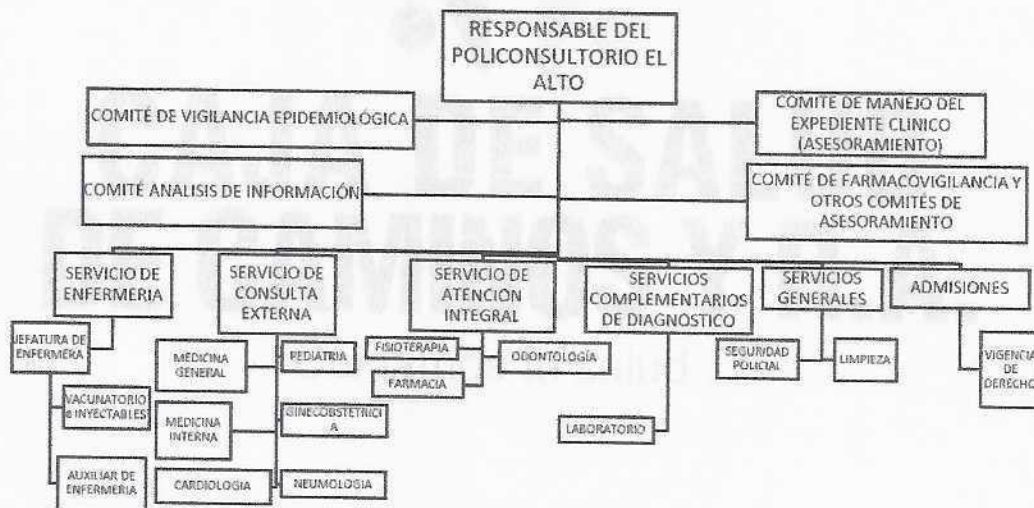 RESPONSABLE DEL
POLICONSULTORIO EL
ALTO
COMITÉ DE VIGILANCIA EPIDEMIOLÓGICA
COMITE DE MANEJO DEL
EXPEDIENTE CLINICO
(ASESORAMIENTO)
COMITÉ ANALISIS DE INFORMACIÓN
COMITÉ DE FARMACOVIGILANCIA Y
OTROS COMITÉS DE
ASESORAMIENTO
SERVICIO DE
ENFERMERIA
SERVICIO DE
CONSULTA
EXTERNA
SERVICIO DE
ATENCIÓN
INTEGRAL
SERVICIOS
COMPLEMENTARIOS
DE DIAGNOSTICO
SERVICIOS
GENERALES
ADMISIONES
JEFATURA DE
ENFERMERA
VACUNATORIO
e INYECTABLES
AUXILIAR DE
ENFERMERIA
MEDICINA
GENERAL
PEDIATRIA
MEDICINA
INTERNA
GINECOBSTETRICI
A
CARDIOLOGIA
NEUMOLOGIA
FISIOTERAPIA
ODONTOLOGÍA
FARMACIA
LABORATORIO
SEGURIDAD
POLICIAL
LIMPIEZA
VIGENCIA
DE
DERECHO